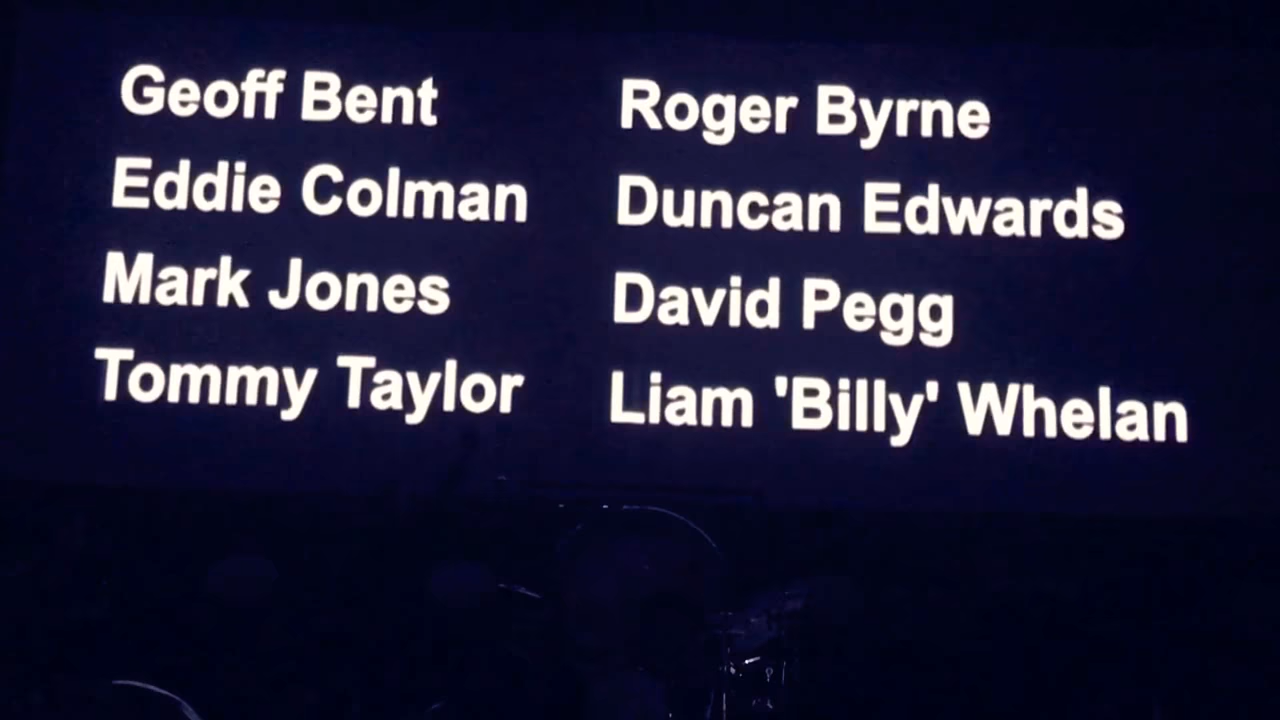 Geoff Bent Roger Byrne
Eddie Colman Duncan Edwards
Mark Jones David Pegg
Tommy Taylor Liam 'Billy' Whelan